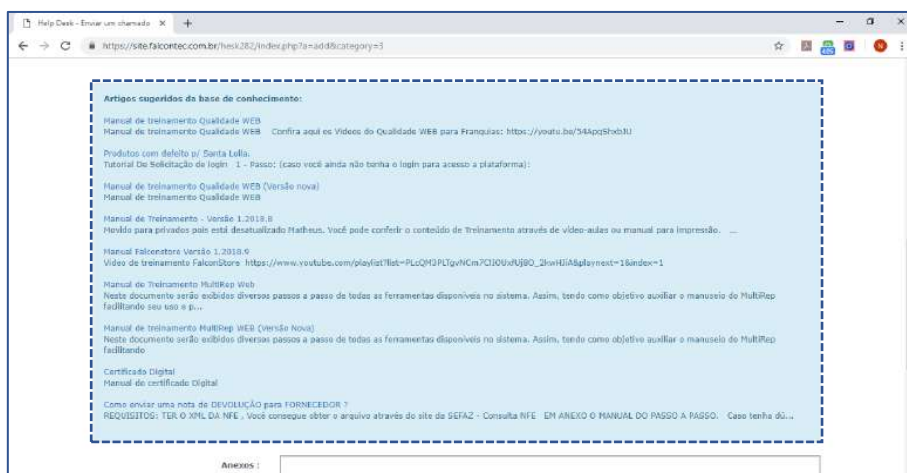 Help Desk - Enviar um chamado
https://site.falcontec.com.br/hesk282/index.php?a=add&category=3
Artigos sugeridos da base de conhecimento:
Manual de treinamento Qualidade WEB
Manual de treinamento Qualidade WEB Confira aqui os Vídeos do Qualidade WEB para Franquias: https://youtu.be/
Produtos com defeito p/ Santa Lolla.
Tutorial De Solicitação de login 1 - Passo: (caso você ainda não tenha o login para acesso a plataforma):
Manual de treinamento Qualidade WEB (Versão nova)
Manual de treinamento Qualidade WEB
Manual de Treinamento - Versão 1.2018.8
Movido para privados pois está desatualizado Matheus. Você pode conferir o conteúdo de Treinamento através de vídeo-aulas ou manual para impressão. ...
Manual Falconstore Versão 1.2018.9
Vídeo de treinamento FalconStore https://www.youtube.com/playlist?list=
Manual do Treinamento MultiRep Web
Neste documento serão exibidos diversos passos a passo de todas as ferramentas disponíveis no sistema. Assim, tendo como objetivo auxiliar o manuseio do MultiRep
facilitando seu uso e p...
Manual de treinamento MultiRep WEB (Versão Nova)
Neste documento serão exibidos diversos passos a passo de todas as ferramentas disponíveis no sistema. Assim, tendo como objetivo auxiliar o manuseio do MultiRep
facilitando
Certificado Digital
Manual do certificado Digital
Como enviar uma nota de DEVOLUÇÃO para FORNECEDOR ?
REQUISITOS: TER O XML DA NFE , Você consegue obter o arquivo através do site da SEFAZ - Consulta NFE EM ANEXO O MANUAL DO PASSO A PASSO. Caso tenha dú...
Anexos :